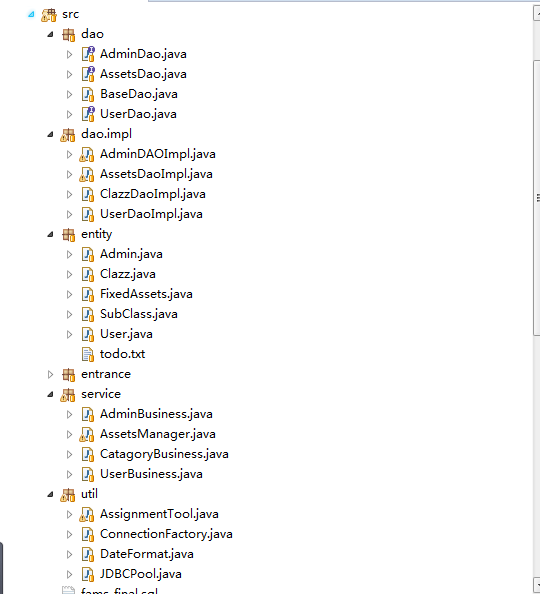 src
dao
AdminDao.java
AssetsDao.java
BaseDao.java
UserDao.java
dao.impl
AdminDAOImpl.java
AssetsDaoImpl.java
ClazzDaoImpl.java
UserDaoImpl.java
entity
Admin.java
Clazz.java
FixedAssets.java
SubClass.java
User.java
todo.txt
entrance
service
AdminBusiness.java
AssetsManager.java
CatagoryBusiness.java
UserBusiness.java
util
AssignmentTool.java
ConnectionFactory.java
DateFormat.java
JDBCPool.java
fams_final.sql